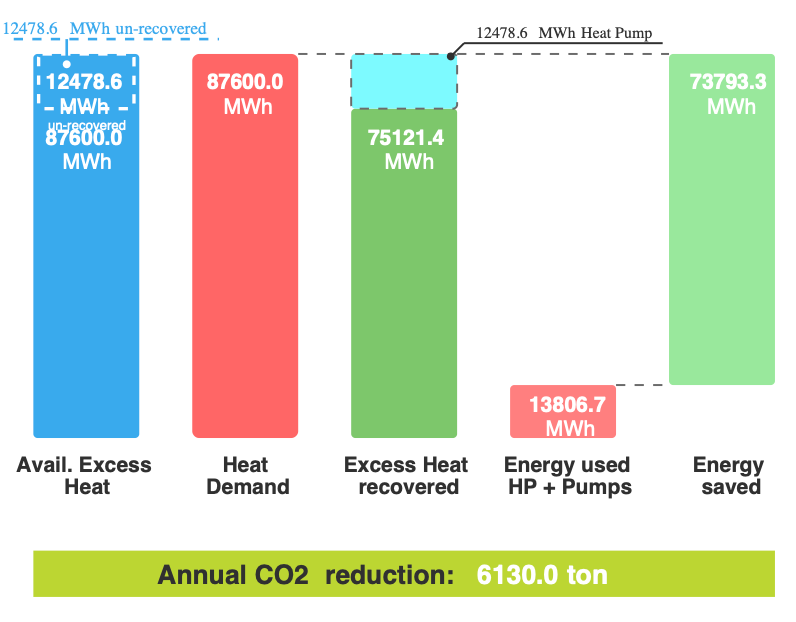 12478.6 MWh un-recovered
12478.6 MWh Heat Pump
12478.6
MWh
un-recovered
87600.0
MWh
87600.0
MWh
75121.4
MWh
13806.7
MWh
73793.3
MWh
Avail. Excess
Heat
Heat
Demand
Excess Heat
recovered
Energy used
HP + Pumps
Energy
saved
Annual CO2 reduction: 6130.0 ton